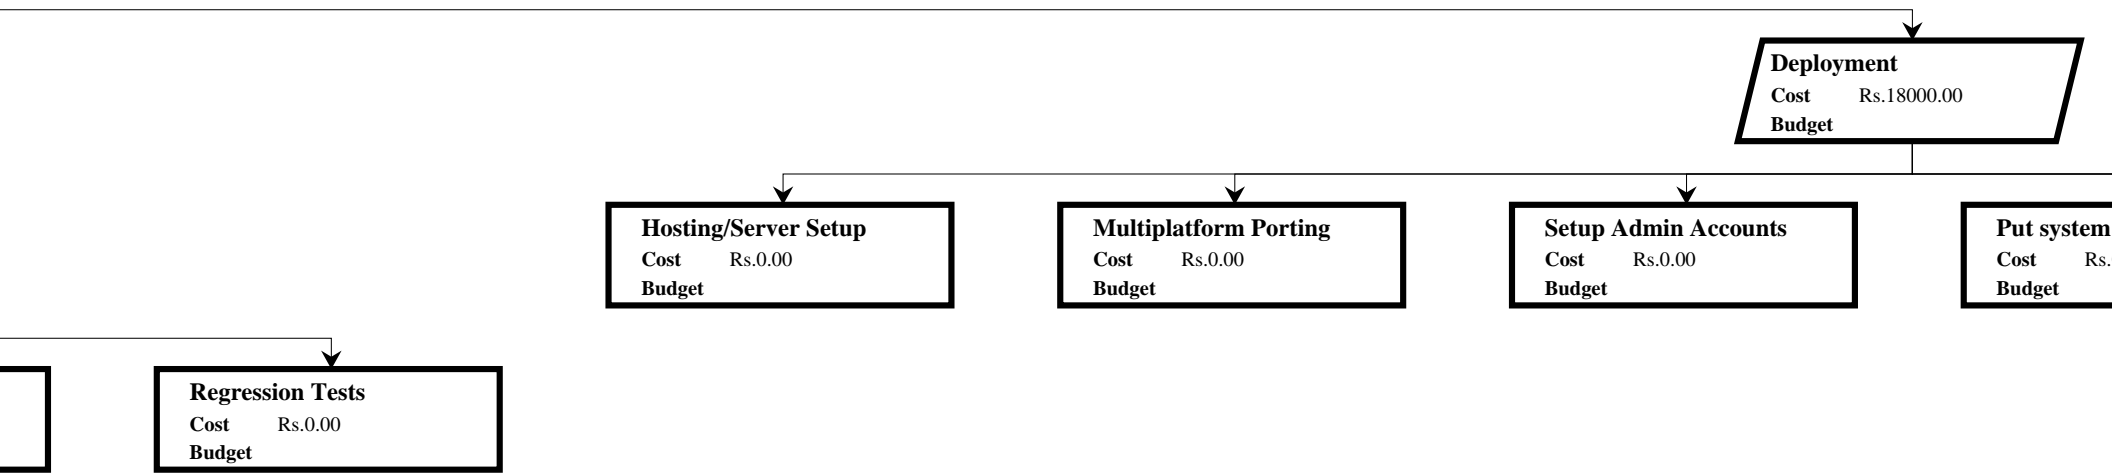 Deployment
Cost Rs.18000.00
Budget
Hosting/Server Setup
Cost Rs.0.00
Budget
Multiplatform Porting
Cost Rs.0.00
Budget
Setup Admin Accounts
Cost Rs.0.00
Budget
Put system
Cost Rs.
Budget
Regression Tests
Cost Rs.0.00
Budget